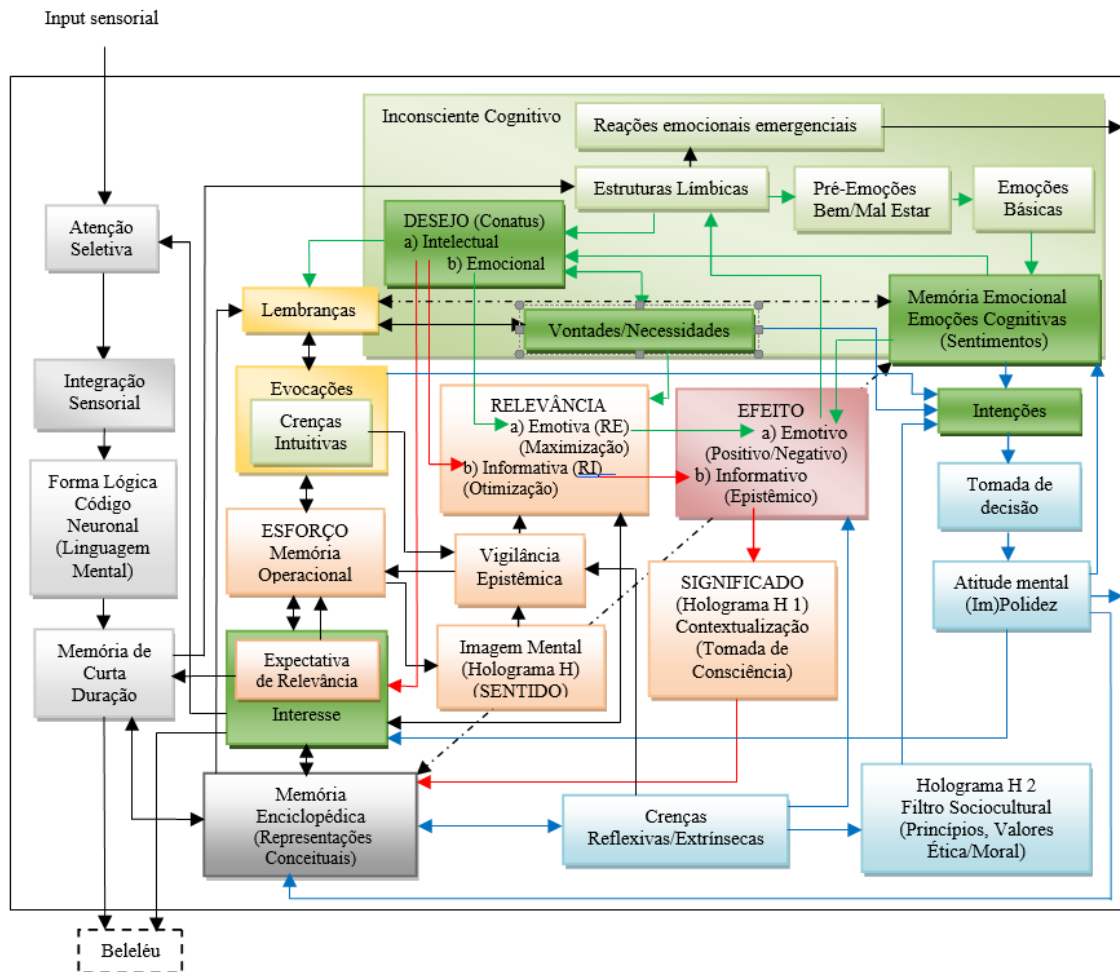 Input sensorial
Inconsciente Cognitivo
Reações emocionais emergenciais
Estruturas Límbicas
Pré-Emoções
Bem/Mal Estar
Emoções
Básicas
Atenção
Seletiva
DESEJO (Conatus)
a) Intelectual
b) Emocional
Lembranças
Vontades/Necessidades
Memória Emocional
Emoções Cognitivas
(Sentimentos)
Integração
Sensorial
Evocações
Crenças
Intuitivas
RELEVÂNCIA
a) Emotiva (RE)
(Maximização)
b) Informativa (RI)
(Otimização)
EFEITO
a) Emotivo
(Positivo/Negativo)
b) Informativo
(Epistêmico)
Intenções
Forma Lógica
Código
Neuronal
(Linguagem
Mental)
Tomada de
decisão
ESFORÇO
Memória
Operacional
Vigilância
Epistêmica
SIGNIFICADO
(Holograma H 1)
Contextualização
(Tomada de
Consciência)
Atitude mental
(Im)Polidez
Memória de
Curta
Duração
Expectativa
de Relevância
Interesse
Imagem Mental
(Holograma H)
(SENTIDO)
Memória
Enciclopédica
(Representações
Conceituais)
Crenças
Reflexivas/Extrínsecas
Holograma H 2
Filtro Sociocultural
(Princípios, Valores
Ética/Moral)
Beleléu